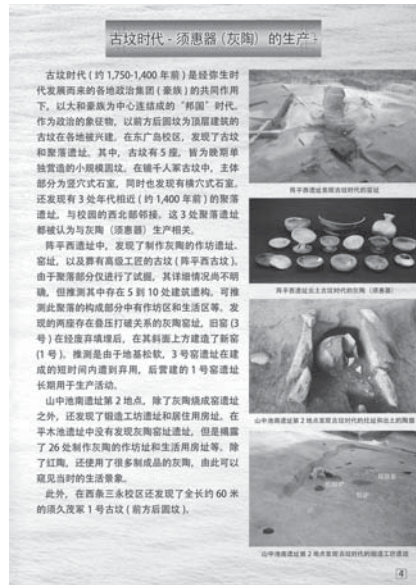 古坟时代 - 须惠器 (灰陶) 的生产 -
古坟时代 ( 约 1,750-1,400 年前 ) 是经弥生时
代发展而来的各地政治集团 ( 豪族 ) 的共同作用
下，以大和豪族为中心连结成的“邦国”时代。
作为政治的象征物，以前方后圆坟为顶层建筑的
古坟在各地被兴建。在东广岛校区，发现了古坟
和聚落遗址。其中，古坟有 5 座，皆为晚期单
独营造的小规模圆坟。在镜千人冢古坟中，主体
部分为竖穴式石室，同时也发现有横穴式石室。
还发现有 3 处年代相近 ( 约 1,400 年前 ) 的聚落
遗址，与校园的西北部邻接。这 3 处聚落遗址
都被认为与灰陶（须惠器）生产相关。
阵平西遗址中，发现了制作灰陶的作坊遗址、
窑址，以及葬有高级工匠的古坟 ( 阵平西古坟 )。
由于聚落部分仅进行了试掘，其详细情况尚不明
确，但推测其中存在 5 到 10 处建筑遗构。可推
测此聚落的构成部分中有作坊区和生活区等。发
现的两座存在叠压打破关系的灰陶窑址，旧窑 (3
号 ) 在经废弃填埋后，在其斜面上方建造了新窑
(1 号 )。推测是由于地基松软，3 号窑遗址在建
成的短时间内遭到弃用，后营建的 1 号窑遗址
长期用于生产活动。
山中池南遗址第 2 地点，除了灰陶烧成窑遗址
之外，还发现了锻造工坊遗址和居住用房址。在
平木池遗址中没有发现灰陶窑遗址，但是揭露
了 26 处制作灰陶的作坊址和生活用房址等。除
了红陶，还使用了很多制成品的灰陶，由此可以
窥见当时的生活景象。
此外，在西条三永校区还发现了全长约 60 米
的须久茂冢 1 号古坟 ( 前方后圆坟 )。
阵平西遗址发现古坟时代的窑址
阵平西遗址出土古坟时代的灰陶（须惠器）
山中池南遗址第 2 地点发现古坟时代的灶址和出土的陶器
山中池南遗址第 2 地点发现古坟时代的锻造工坊遗迹
4